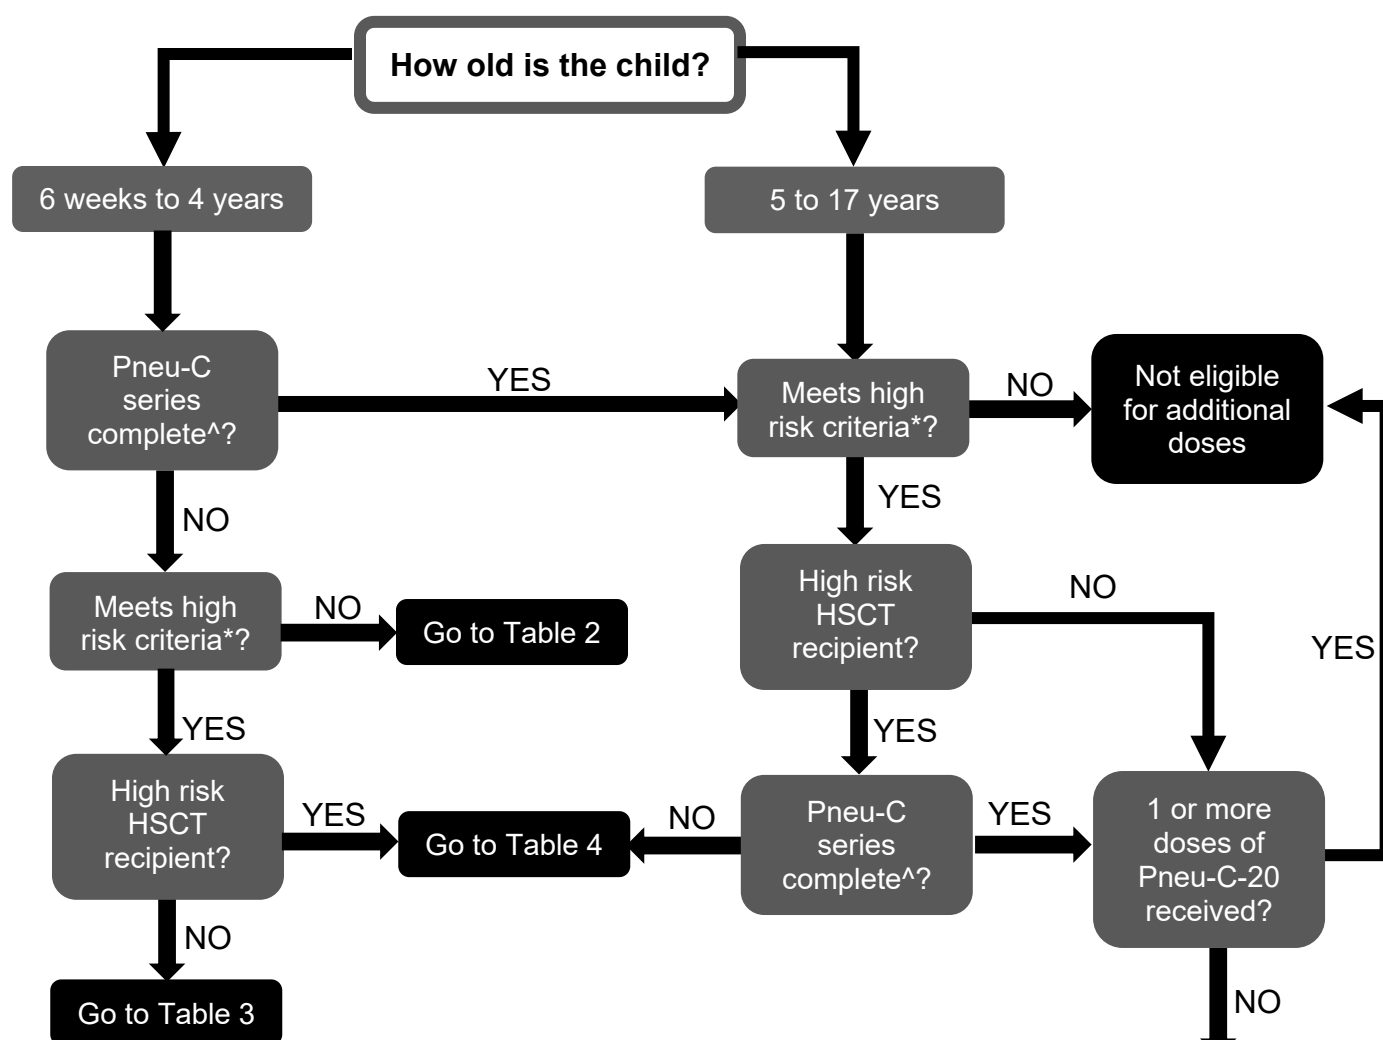 How old is the child?
6 weeks to 4 years
5 to 17 years
Pneu-C
series
complete^?
YES
Meets high
risk criteria*?
NO
Not eligible
for additional
doses
NO
YES
Meets high
risk criteria*?
NO
Go to Table 2
High risk
HSCT
recipient?
NO
YES
YES
YES
High risk
HSCT
recipient?
YES
Go to Table 4
NO
Pneu-C
series
complete^?
YES
1 or more
doses of
Pneu-C-20
received?
NO
Go to Table 3
NO